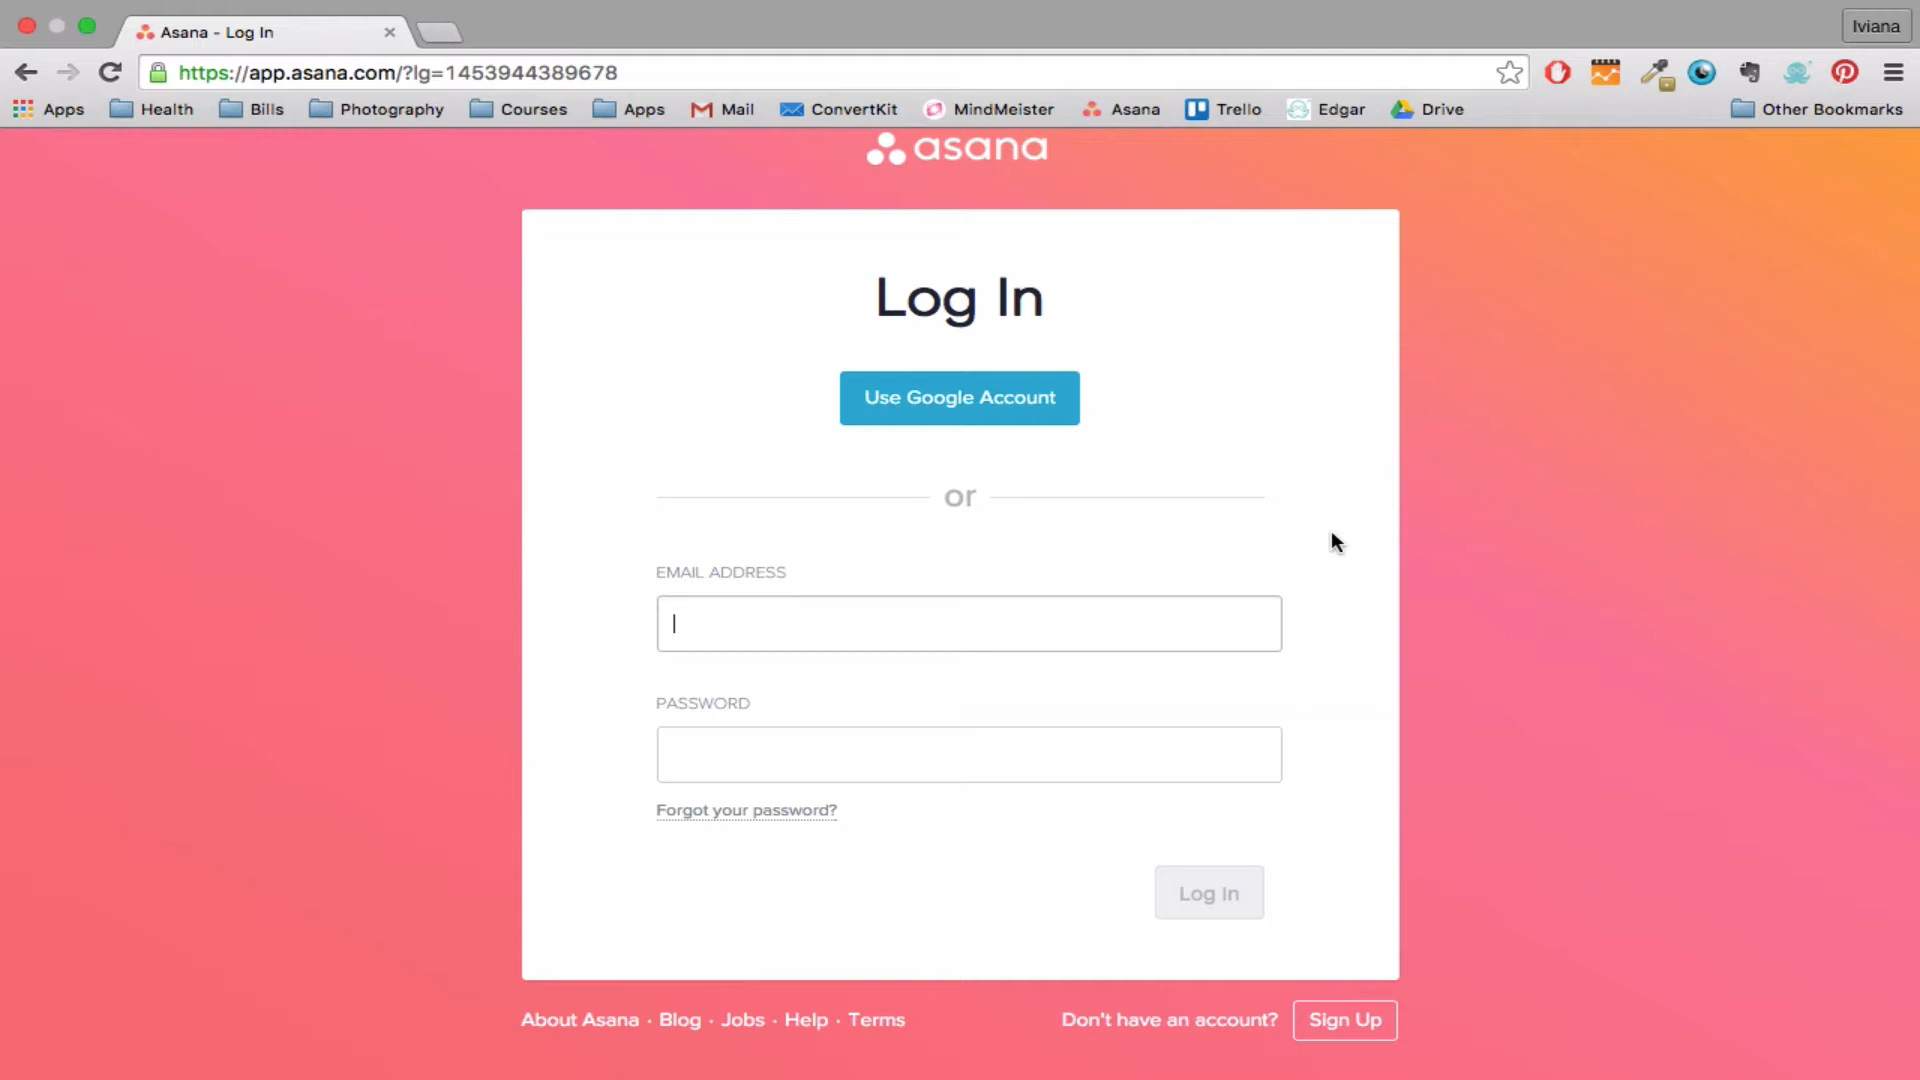 Asana - Log In
Iviana
https://app.asana.com/?lg=1453944389678
Apps Health Bills Photography Courses Apps Mail ConvertKit MindMeister Asana Trello Edgar Drive Other Bookmarks
asana
Log In
Use Google Account
or
EMAIL ADDRESS
PASSWORD
Forgot your password?
Log In
About Asana · Blog · Jobs · Help · Terms Don't have an account? Sign Up